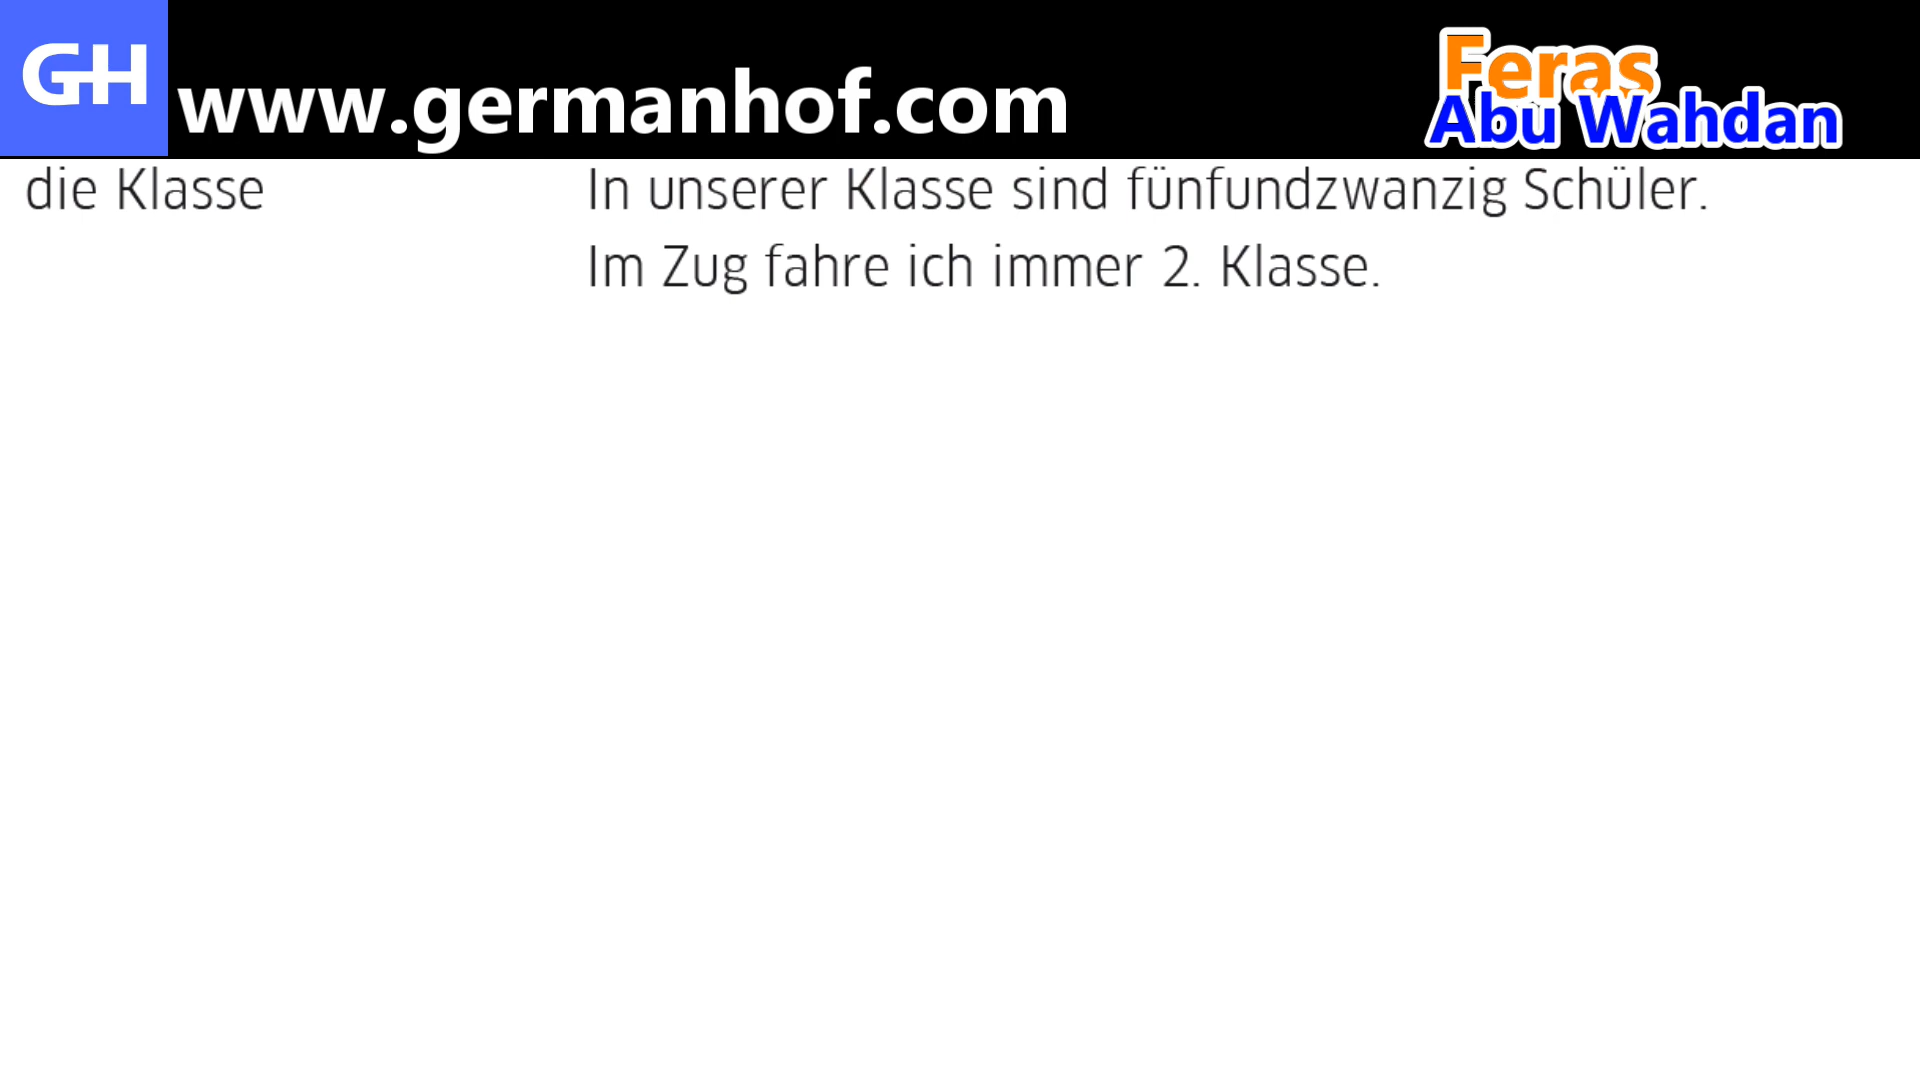 GH
www.germanhof.com
Feras
Abu Wahdan
die Klasse In unserer Klasse sind fünfundzwanzig Schüler.
Im Zug fahre ich immer 2. Klasse.